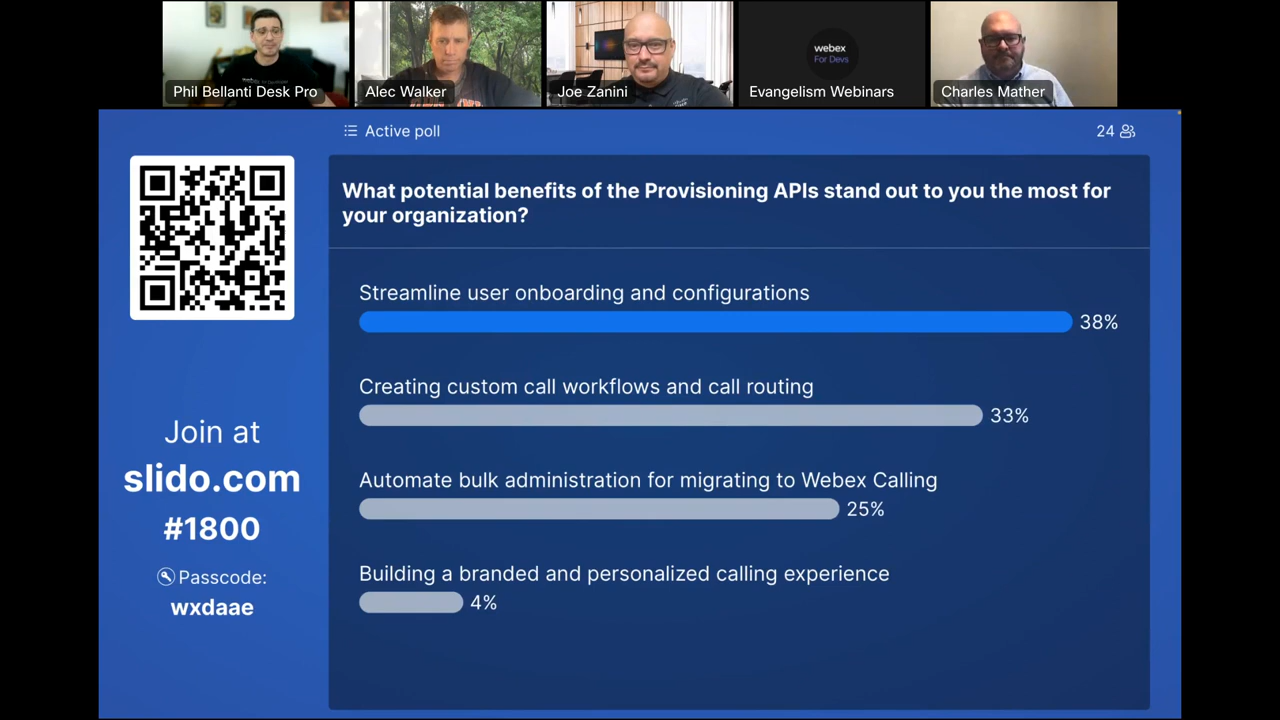 Phil Bellanti Desk Pro
Alec Walker
Joe Zanini
webex
For Devs
Evangelism Webinars
Charles Mather
Active poll
24
What potential benefits of the Provisioning APIs stand out to you the most for
your organization?
Streamline user onboarding and configurations
38%
Creating custom call workflows and call routing
33%
Automate bulk administration for migrating to Webex Calling
25%
Building a branded and personalized calling experience
4%
Join at
slido.com
#1800
Passcode:
wxdaae